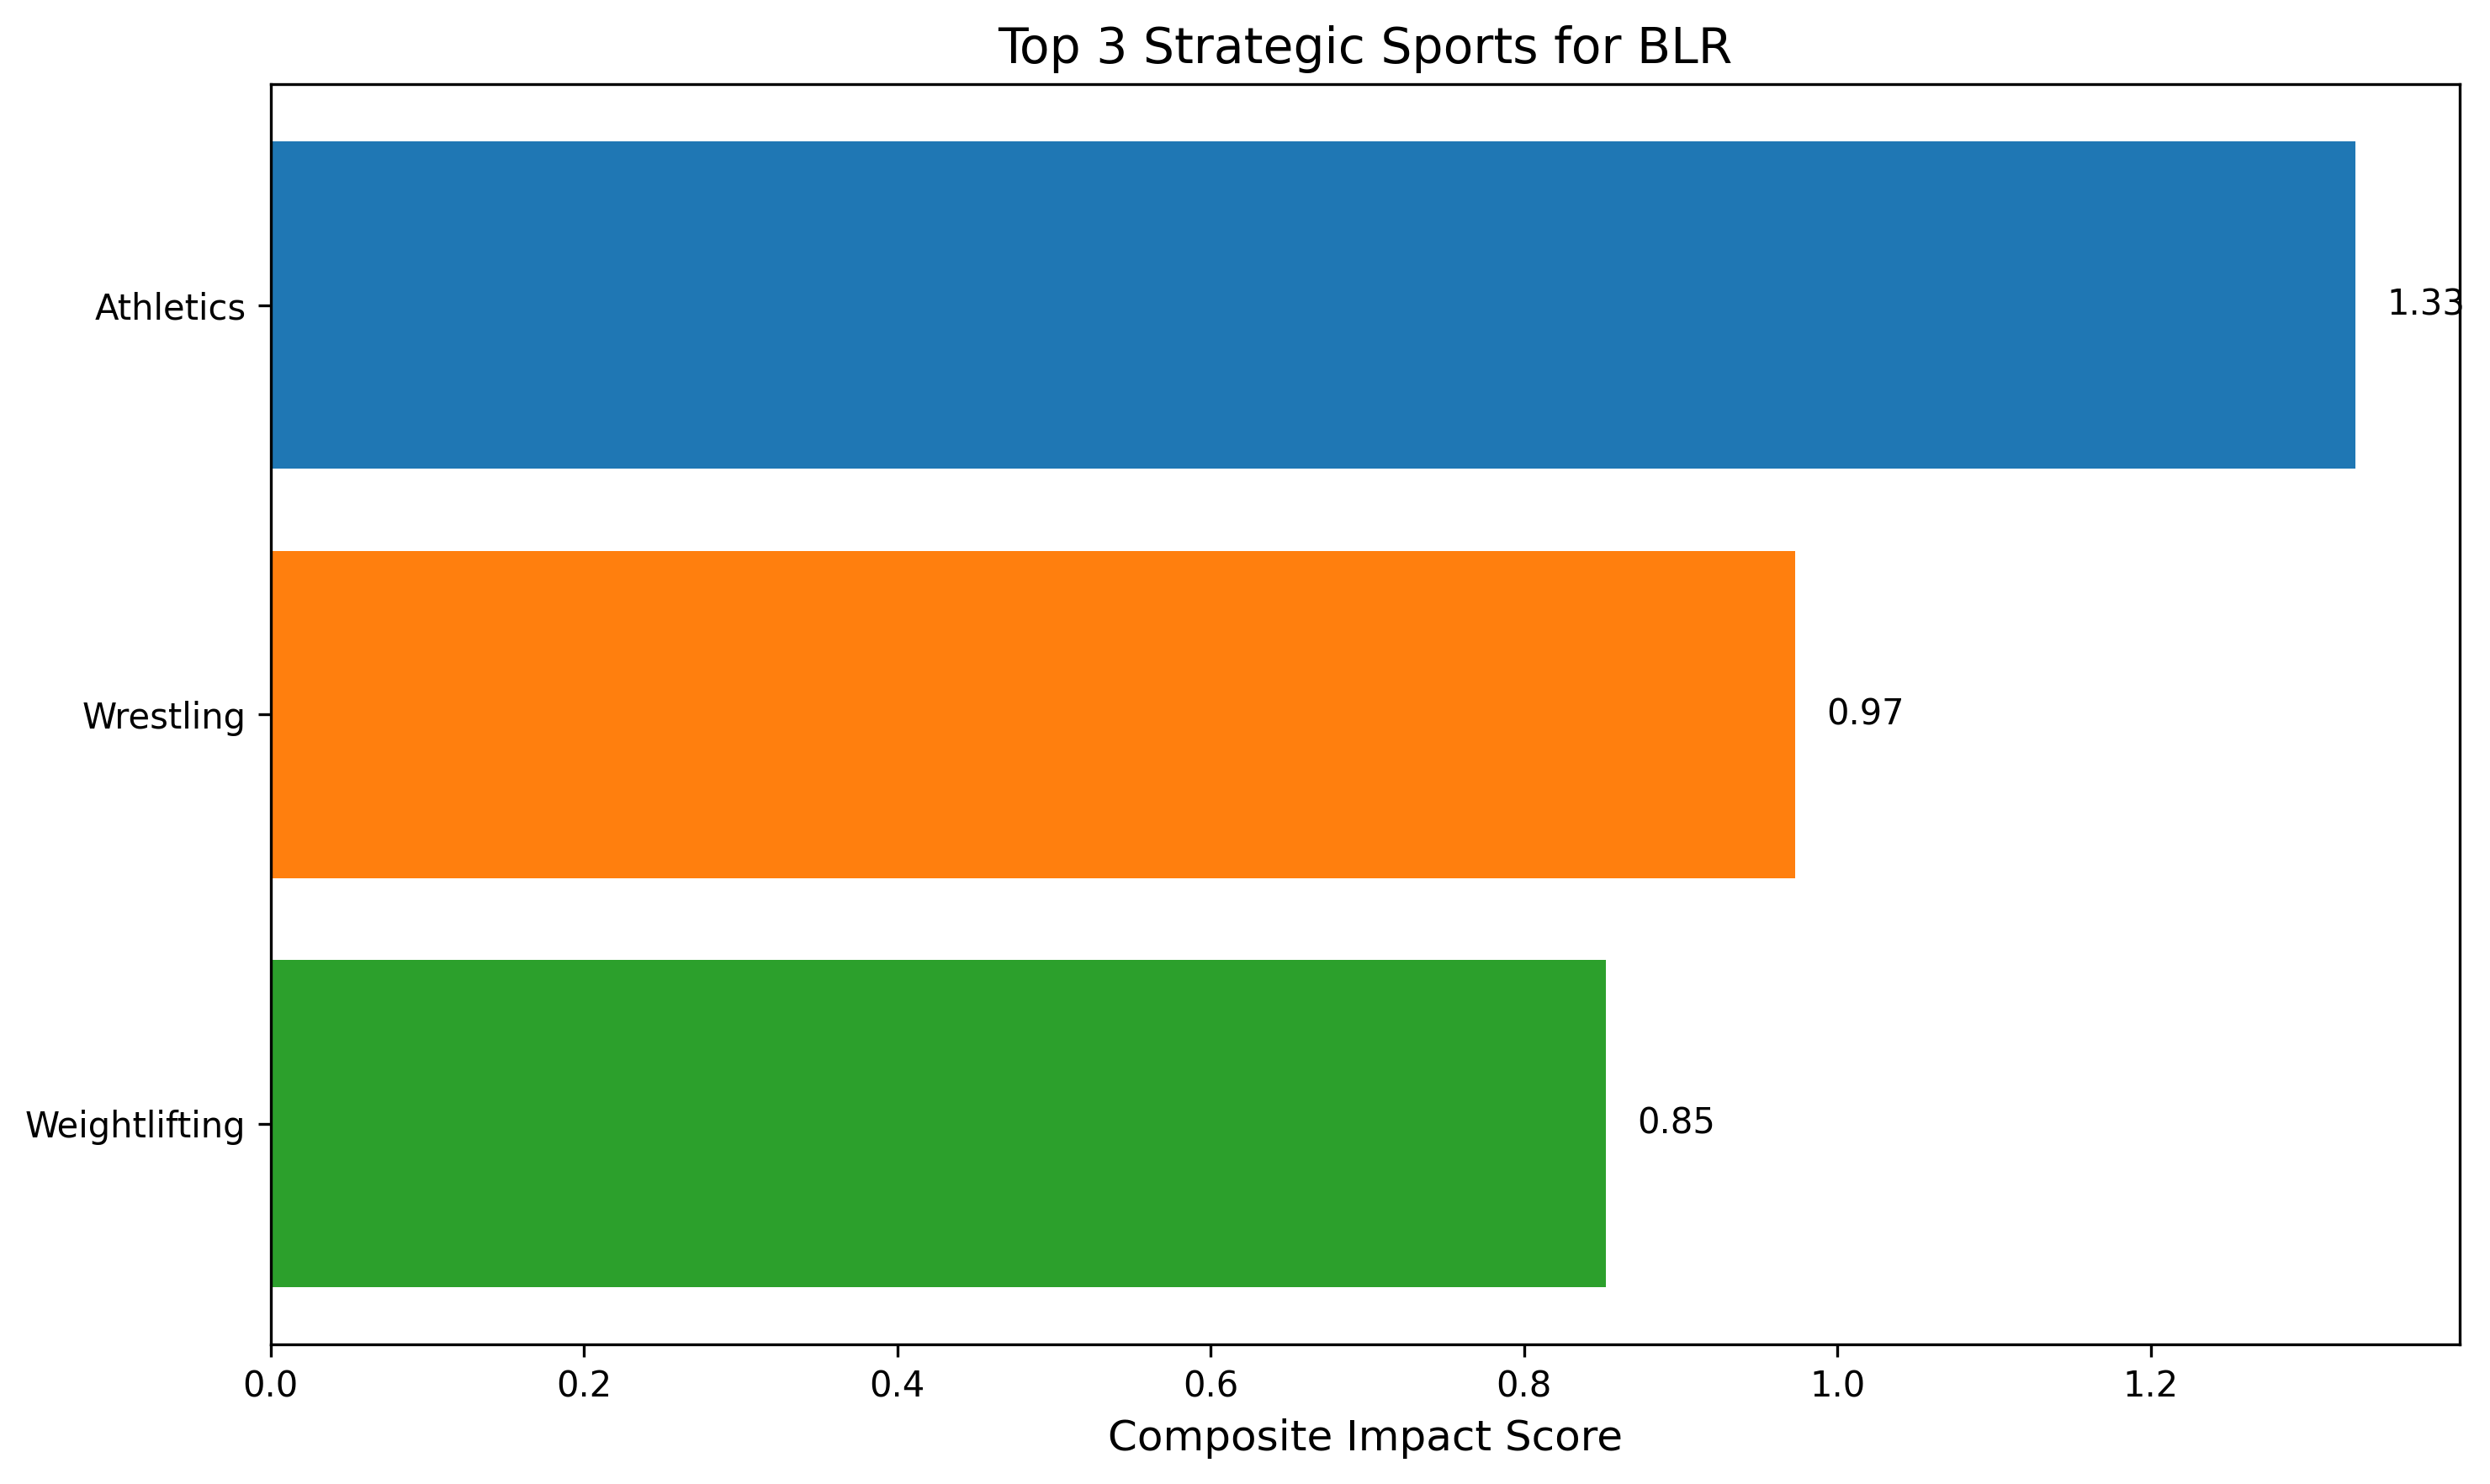 Top 3 Strategic Sports for BLR
Athletics
1.33
Wrestling
0.97
Weightlifting
0.85
0.0 0.2 0.4 0.6 0.8 1.0 1.2
Composite Impact Score